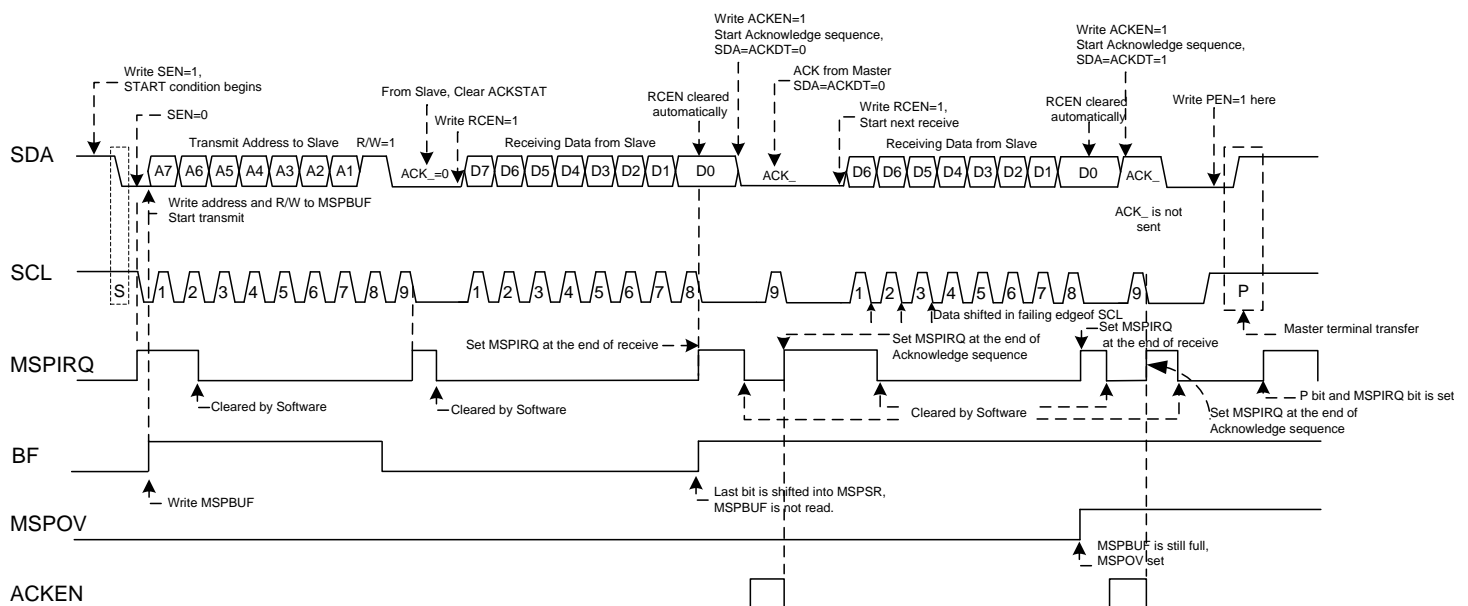 Write ACKEN=1
Start Acknowledge sequence,
SDA=ACKDT=0
Write ACKEN=1
Start Acknowledge sequence,
SDA=ACKDT=1
Write SEN=1,
START condition begins
SEN=0
From Slave, Clear ACKSTAT
Write RCEN=1
RCEN cleared
automatically
ACK from Master
SDA=ACKDT=0
Write RCEN=1,
Start next receive
RCEN cleared
automatically
Write PEN=1 here
Transmit Address to Slave
R/W=1
Receiving Data from Slave
Receiving Data from Slave
SDA
A7 A6 A5 A4 A3 A2 A1 ACK_=0 D7 D6 D5 D4 D3 D2 D1 D0 ACK_ D6 D6 D5 D4 D3 D2 D1 D0 ACK_
Write address and R/W to MSPBUF
Start transmit
ACK_ is not
sent
SCL
S 1 2 3 4 5 6 7 8 9 1 2 3 4 5 6 7 8 9 1 2 3 4 5 6 7 8 9 P
Data shifted in failing edgeof SCL
Master terminal transfer
MSPIRQ
Set MSPIRQ at the end of receive
Set MSPIRQ at the end of
Acknowledge sequence
Set MSPIRQ
at the end of receive
Cleared by Software
Cleared by Software
Cleared by Software
P bit and MSPIRQ bit is set
Set MSPIRQ at the end of
Acknowledge sequence
BF
Write MSPBUF
Last bit is shifted into MSPSR,
MSPBUF is not read.
MSPOV
MSPBUF is still full,
MSPOV set
ACKEN